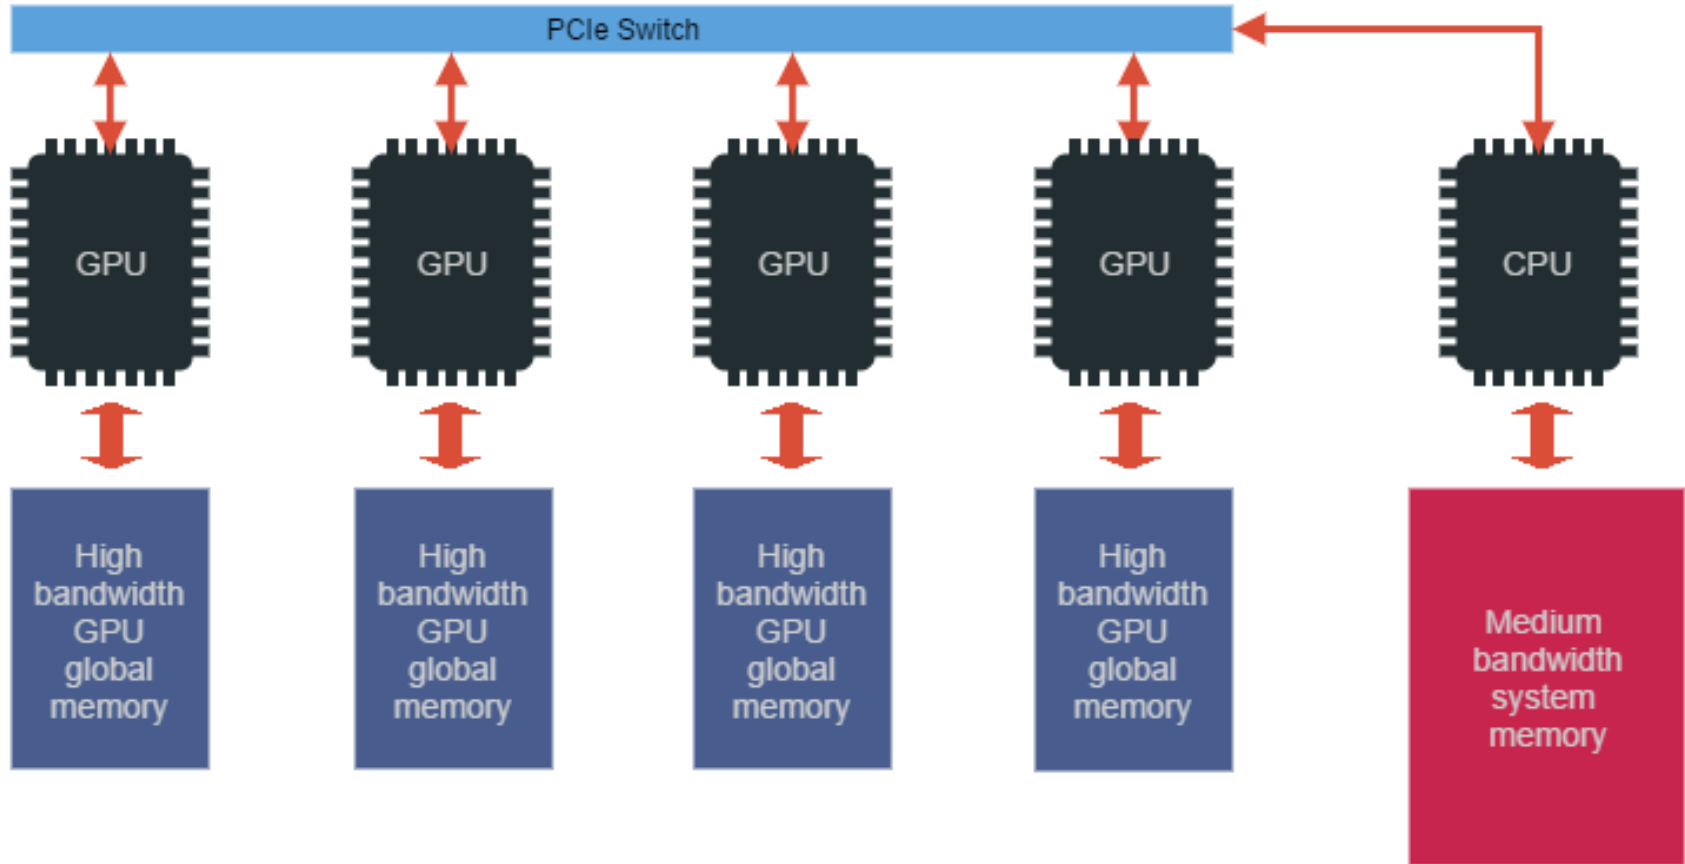 PCIe Switch
GPU
GPU
GPU
GPU
CPU
High
bandwidth
GPU
global
memory
High
bandwidth
GPU
global
memory
High
bandwidth
GPU
global
memory
High
bandwidth
GPU
global
memory
Medium
bandwidth
system
memory